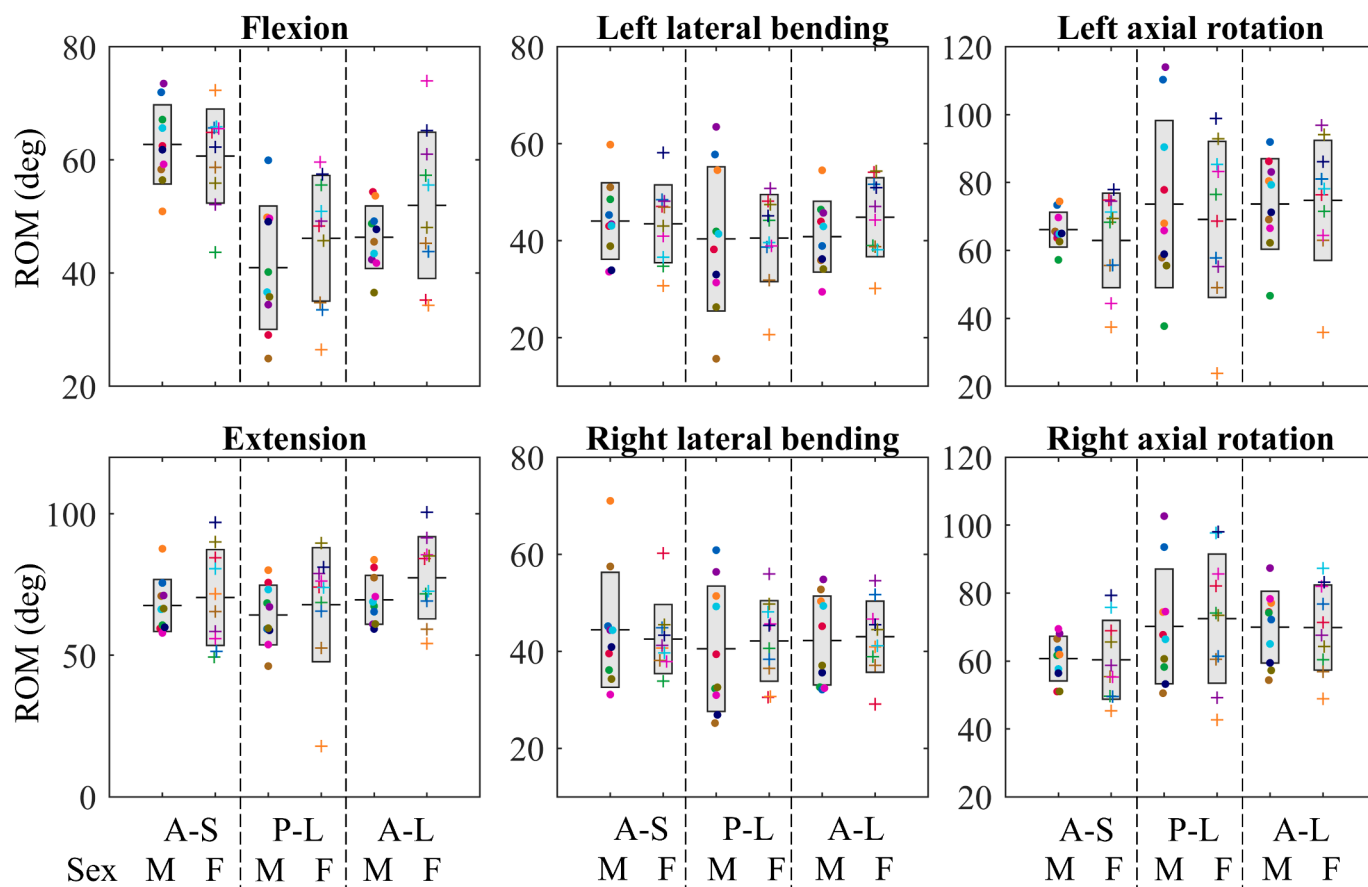 Flexion Left lateral bending Left axial rotation
80 80 120
60 60 100
40 40 80
20 20 60
40
20
ROM (deg)
Extension Right lateral bending Right axial rotation
100 80 120
50 60 100
0 40 80
20 60
40
20
ROM (deg)
A-S P-L A-L A-S P-L A-L A-S P-L A-L
Sex M F M F M F M F M F M F M F M F M F